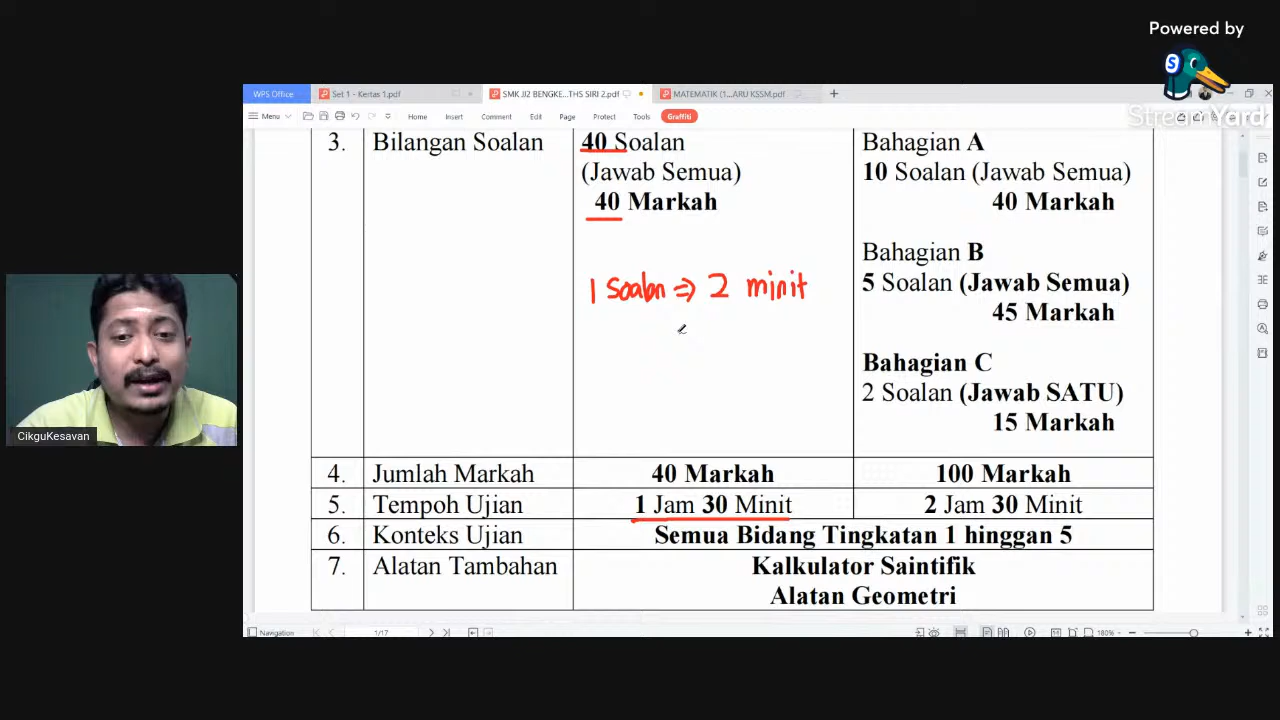 Powered by
S
StreamYard
WPS Office
Set 1 - Kertas 1.pdf
SMK JJ2 BENGKE...THS SIRI 2.pdf
MATEMATIK (1...ARU KSSM.pdf
Menu
Home
Insert
Comment
Edit
Page
Protect
Tools
Graffiti
3.
Bilangan Soalan
40 Soalan
(Jawab Semua)
40 Markah
1 Soalan ⇒ 2 minit
Bahagian A
10 Soalan (Jawab Semua)
40 Markah
Bahagian B
5 Soalan (Jawab Semua)
45 Markah
Bahagian C
2 Soalan (Jawab SATU)
15 Markah
4.
Jumlah Markah
40 Markah
100 Markah
5.
Tempoh Ujian
1 Jam 30 Minit
2 Jam 30 Minit
6.
Konteks Ujian
Semua Bidang Tingkatan 1 hinggan 5
7.
Alatan Tambahan
Kalkulator Saintifik
Alatan Geometri
CikguKesavan
Navigation
1/17
180%